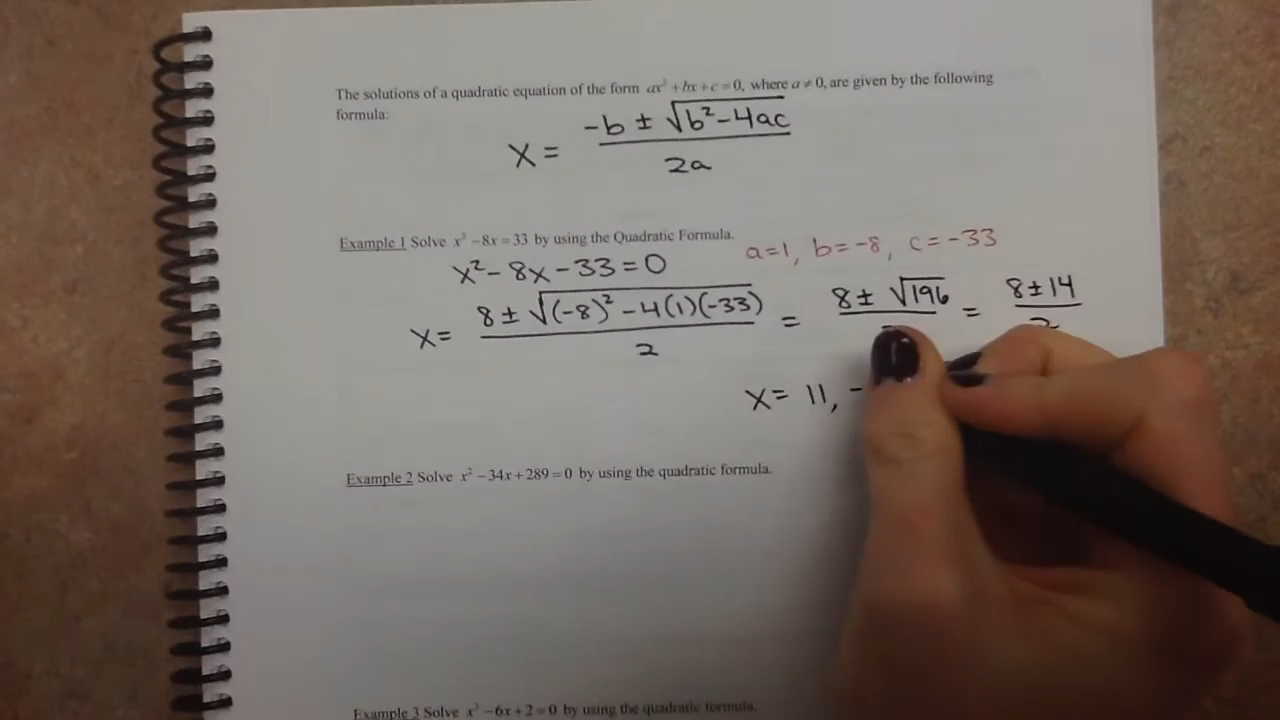 The solutions of a quadratic equation of the form ax² + bx + c = 0, where a ≠ 0, are given by the following
formula:
x = (-b ± √(b² - 4ac)) / 2a
Example 1 Solve x² - 8x = 33 by using the Quadratic Formula.
a=1, b=-8, c=-33
x² - 8x - 33 = 0
x = (8 ± √((-8)² - 4(1)(-33))) / 2 = 8 ± √196 = (8 ± 14) / 2
x = 11, -
Example 2 Solve x² - 34x + 289 = 0 by using the quadratic formula.
Example 3 Solve x² - 6x + 2 = 0 by using the quadratic formula.